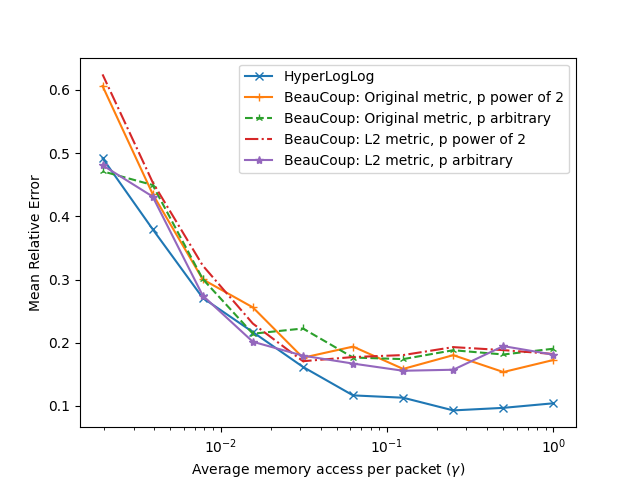 HyperLogLog
BeauCoup: Original metric, p power of 2
BeauCoup: Original metric, p arbitrary
BeauCoup: L2 metric, p power of 2
BeauCoup: L2 metric, p arbitrary
Mean Relative Error
0.6
0.5
0.4
0.3
0.2
0.1
10⁻² 10⁻¹ 10⁰
Average memory access per packet (γ)